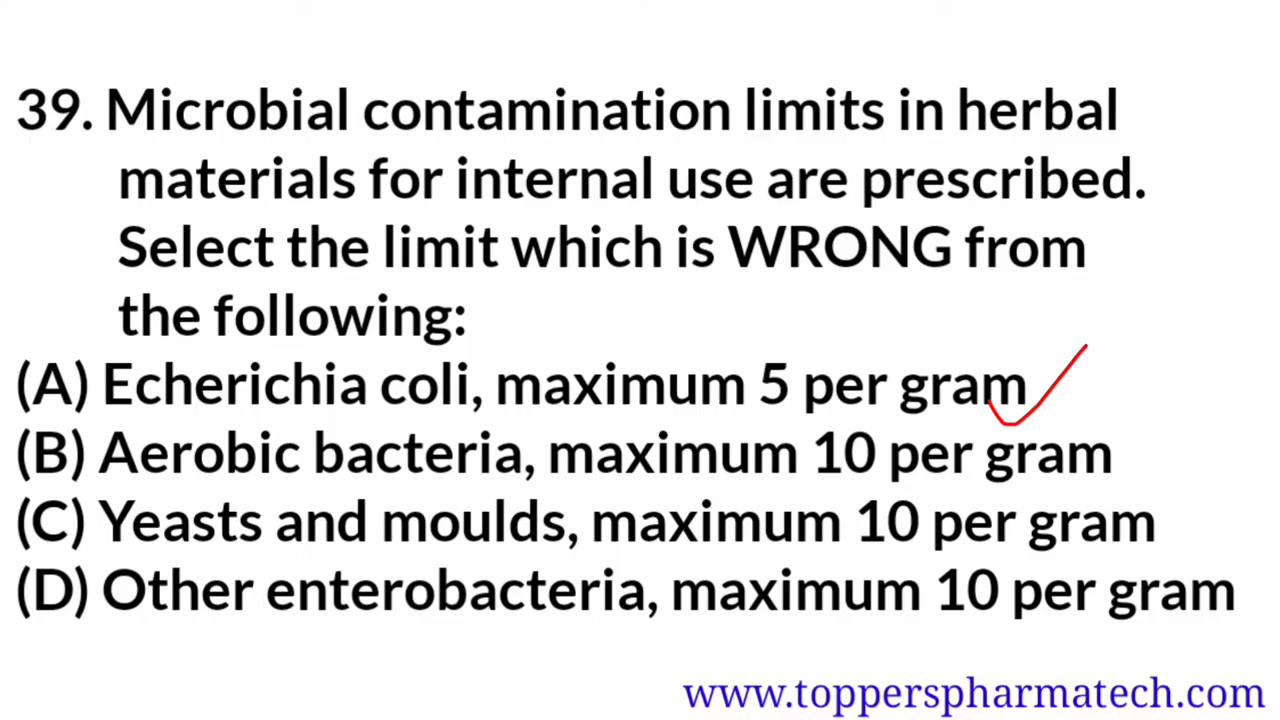 39. Microbial contamination limits in herbal
materials for internal use are prescribed.
Select the limit which is WRONG from
the following:
(A) Echerichia coli, maximum 5 per gram
(B) Aerobic bacteria, maximum 10 per gram
(C) Yeasts and moulds, maximum 10 per gram
(D) Other enterobacteria, maximum 10 per gram
www.topperspharmatech.com